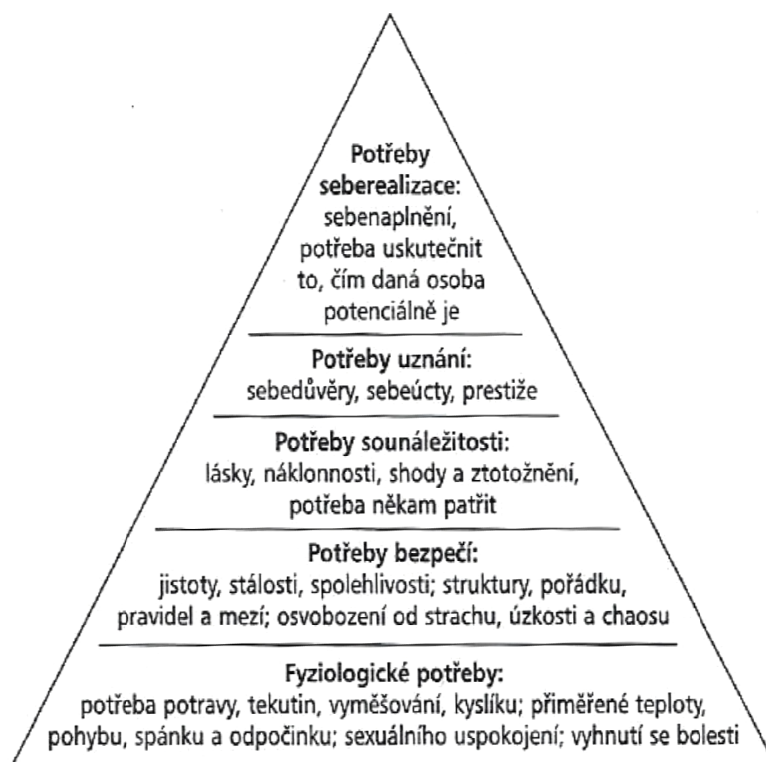 Potřeby
seberealizace:
sebenaplnění,
potřeba uskutečnit
to, čím daná osoba
potenciálně je
Potřeby uznání:
sebedůvěry, sebeúcty, prestiže
Potřeby sounáležitosti:
lásky, náklonnosti, shody a ztotožnění,
potřeba někam patřit
Potřeby bezpečí:
jistoty, stálosti, spolehlivosti; struktury, pořádku,
pravidel a mezí; osvobození od strachu, úzkosti a chaosu
Fyziologické potřeby:
potřeba potravy, tekutin, vyměšování, kyslíku; přiměřené teploty,
pohybu, spánku a odpočinku; sexuálního uspokojení; vyhnutí se bolesti